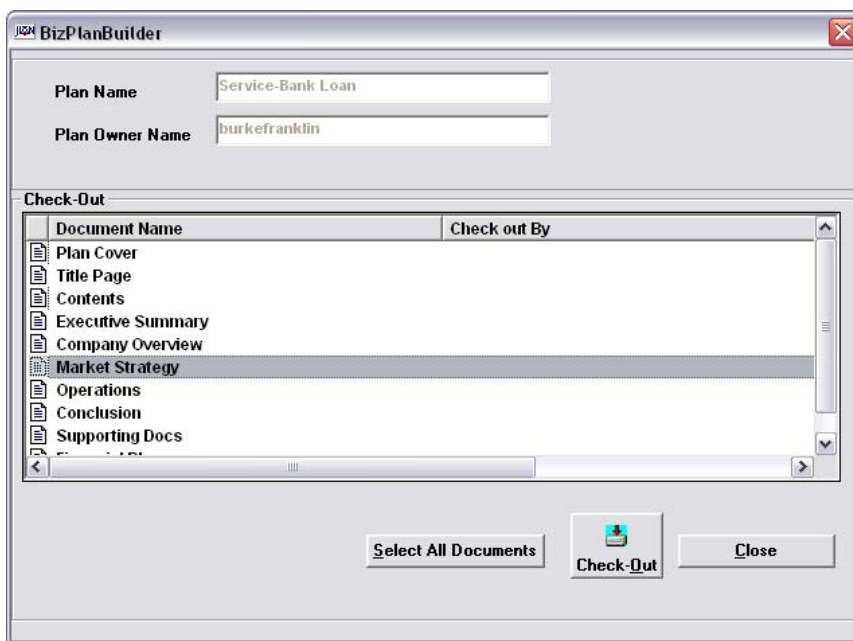 JIAN BizPlanBuilder
Plan Name Service-Bank Loan
Plan Owner Name burkefranklin
Check-Out
Document Name Check out By
Plan Cover
Title Page
Contents
Executive Summary
Company Overview
Market Strategy
Operations
Conclusion
Supporting Docs
Select All Documents Check-Out Close